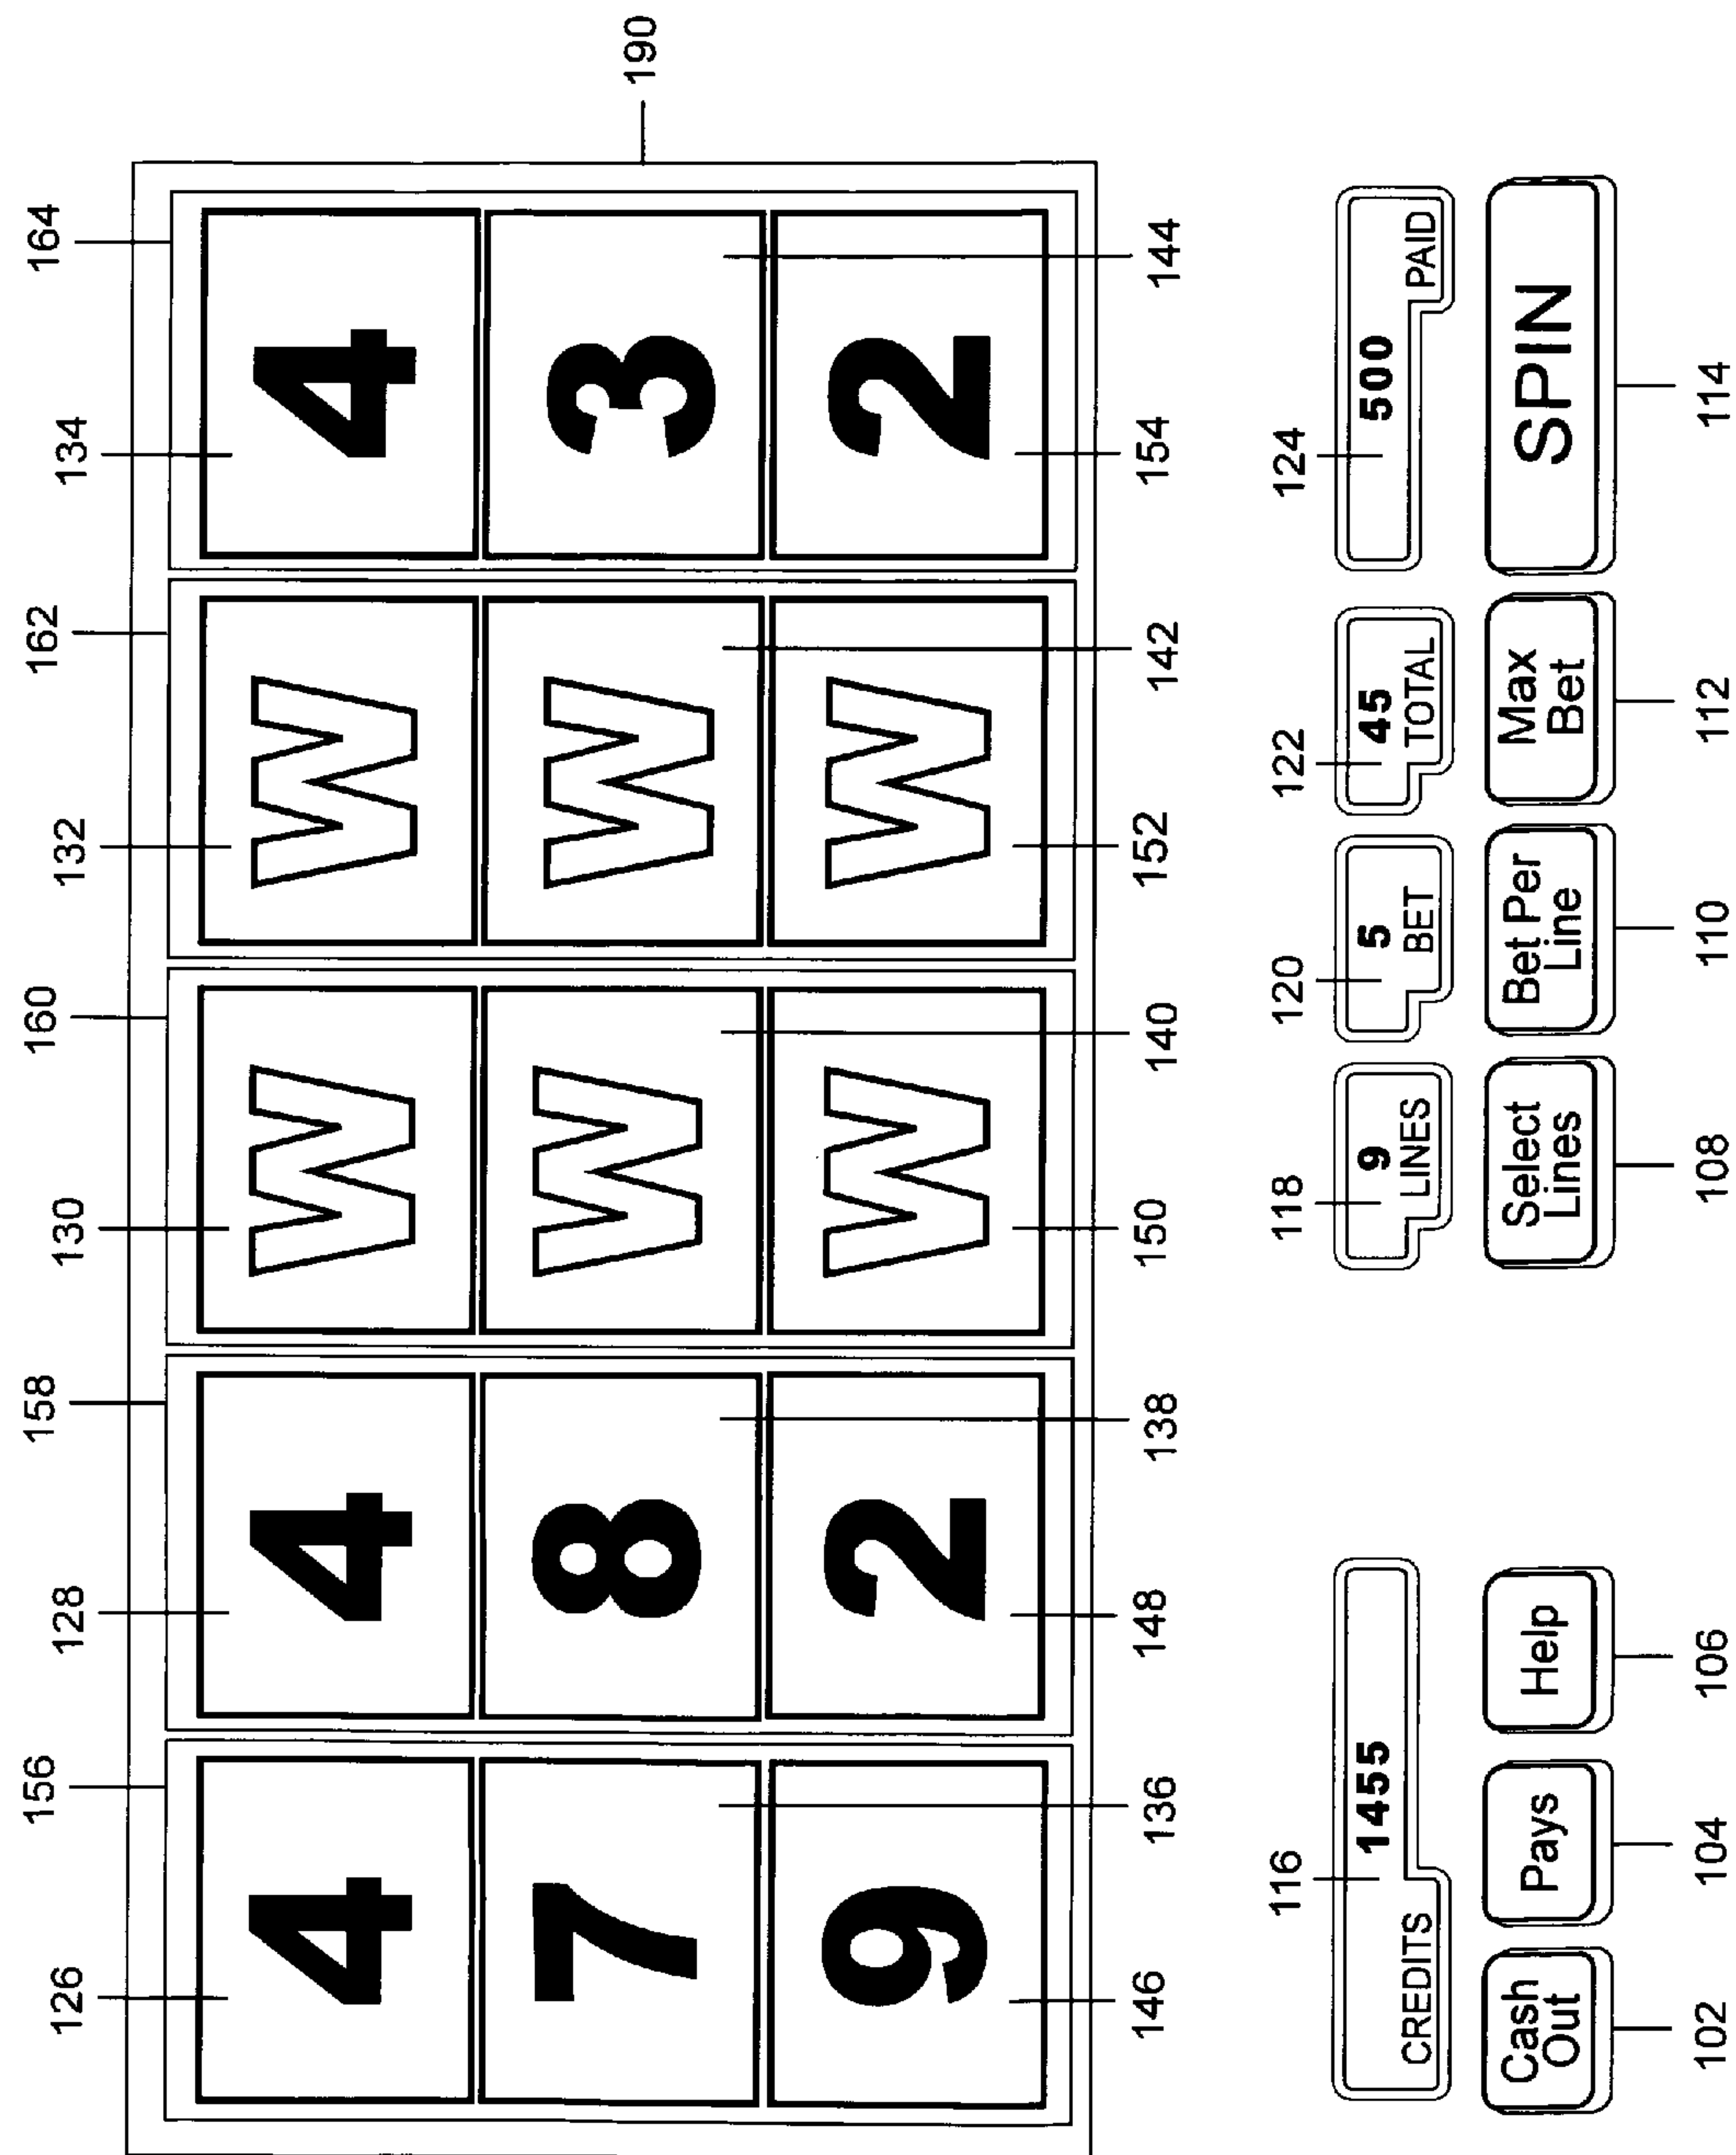 156 158 160 162 164
126 128 130 132 134
4 4 W W 4
190
7 8 W W 3
9 2 W W 2
136 138 140 142 144
146 148 150 152 154
116 118 120 122 124
1455 9 5 45 500
CREDITS LINES BET TOTAL PAID
Cash Out Pays Help Select Lines Bet Per Line Max Bet SPIN
102 104 106 108 110 112 114